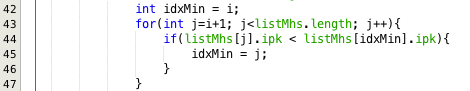 42 int idxMin = i;
43 for(int j=i+1; j<listMhs.length; j++){
44 if(listMhs[j].ipk < listMhs[idxMin].ipk){
45 idxMin = j;
46 }
47 }